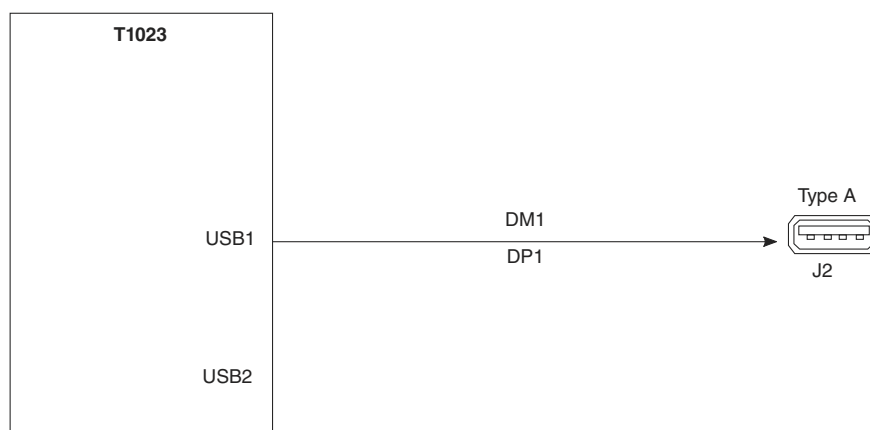 T1023
Type A
DM1
USB1
DP1
J2
USB2